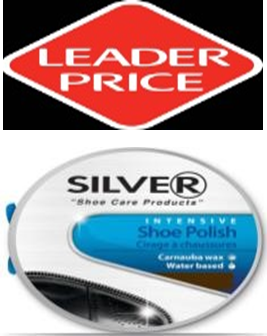 LEADER
PRICE
SILVER
"Shoe Care Products"
INTENSIVE
Shoe Polish
Cirage à chaussures
Carnauba wax
Water based